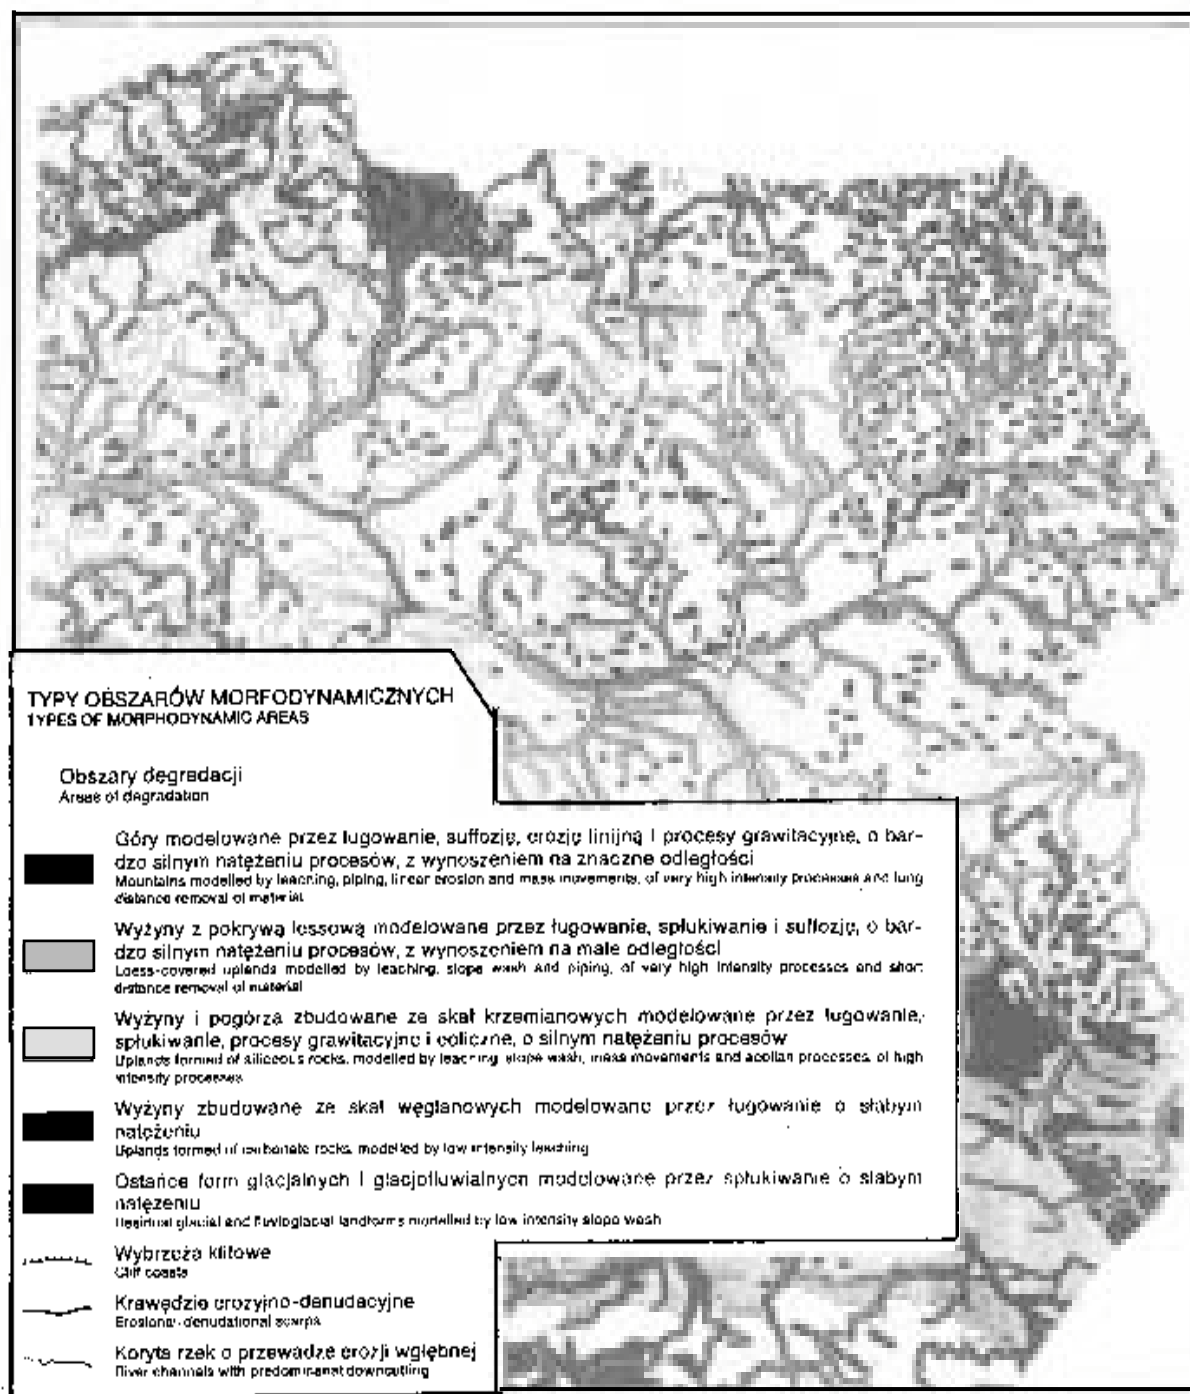 TYPY OBSZARÓW MORFODYNAMICZNYCH
TYPES OF MORPHODYNAMIC AREAS
Obszary degradacji
Areas of degradation
Góry modelowane przez ługowanie, suffozję, erozję linijną i procesy grawitacyjne, o bar-
dzo silnym natężeniu procesów, z wynoszeniem na znaczne odległości
Mountains modelled by leaching, piping, linear erosion and mass movements, of very high intensity processes and long
distance removal of material
Wyżyny z pokrywą lessową modelowane przez ługowanie, spłukiwanie i suffozję, o bar-
dzo silnym natężeniu procesów, z wynoszeniem na małe odległości
Loess-covered uplands modelled by leaching, slope wash and piping, of very high intensity processes and short
distance removal of material
Wyżyny i pogórza zbudowane ze skał krzemianowych modelowane przez ługowanie,
spłukiwanie, procesy grawitacyjne i eoliczne, o silnym natężeniu procesów
Uplands formed of siliceous rocks, modelled by leaching, slope wash, mass movements and aeolian processes, of high
intensity processes
Wyżyny zbudowane ze skał węglanowych modelowane przez ługowanie o słabym
natężeniu
Uplands formed of carbonate rocks, modelled by low intensity leaching
Ostańce form glacjalnych i glacjofluwialnych modelowane przez spłukiwanie o słabym
natężeniu
Residual glacial and fluvioglacial landforms modelled by low intensity slope wash
Wybrzeża klifowe
Cliff coasts
Krawędzie erozyjno-denudacyjne
Erosional-denudational scarps
Koryta rzek o przewadze erozji wgłębnej
River channels with predominant downcutting